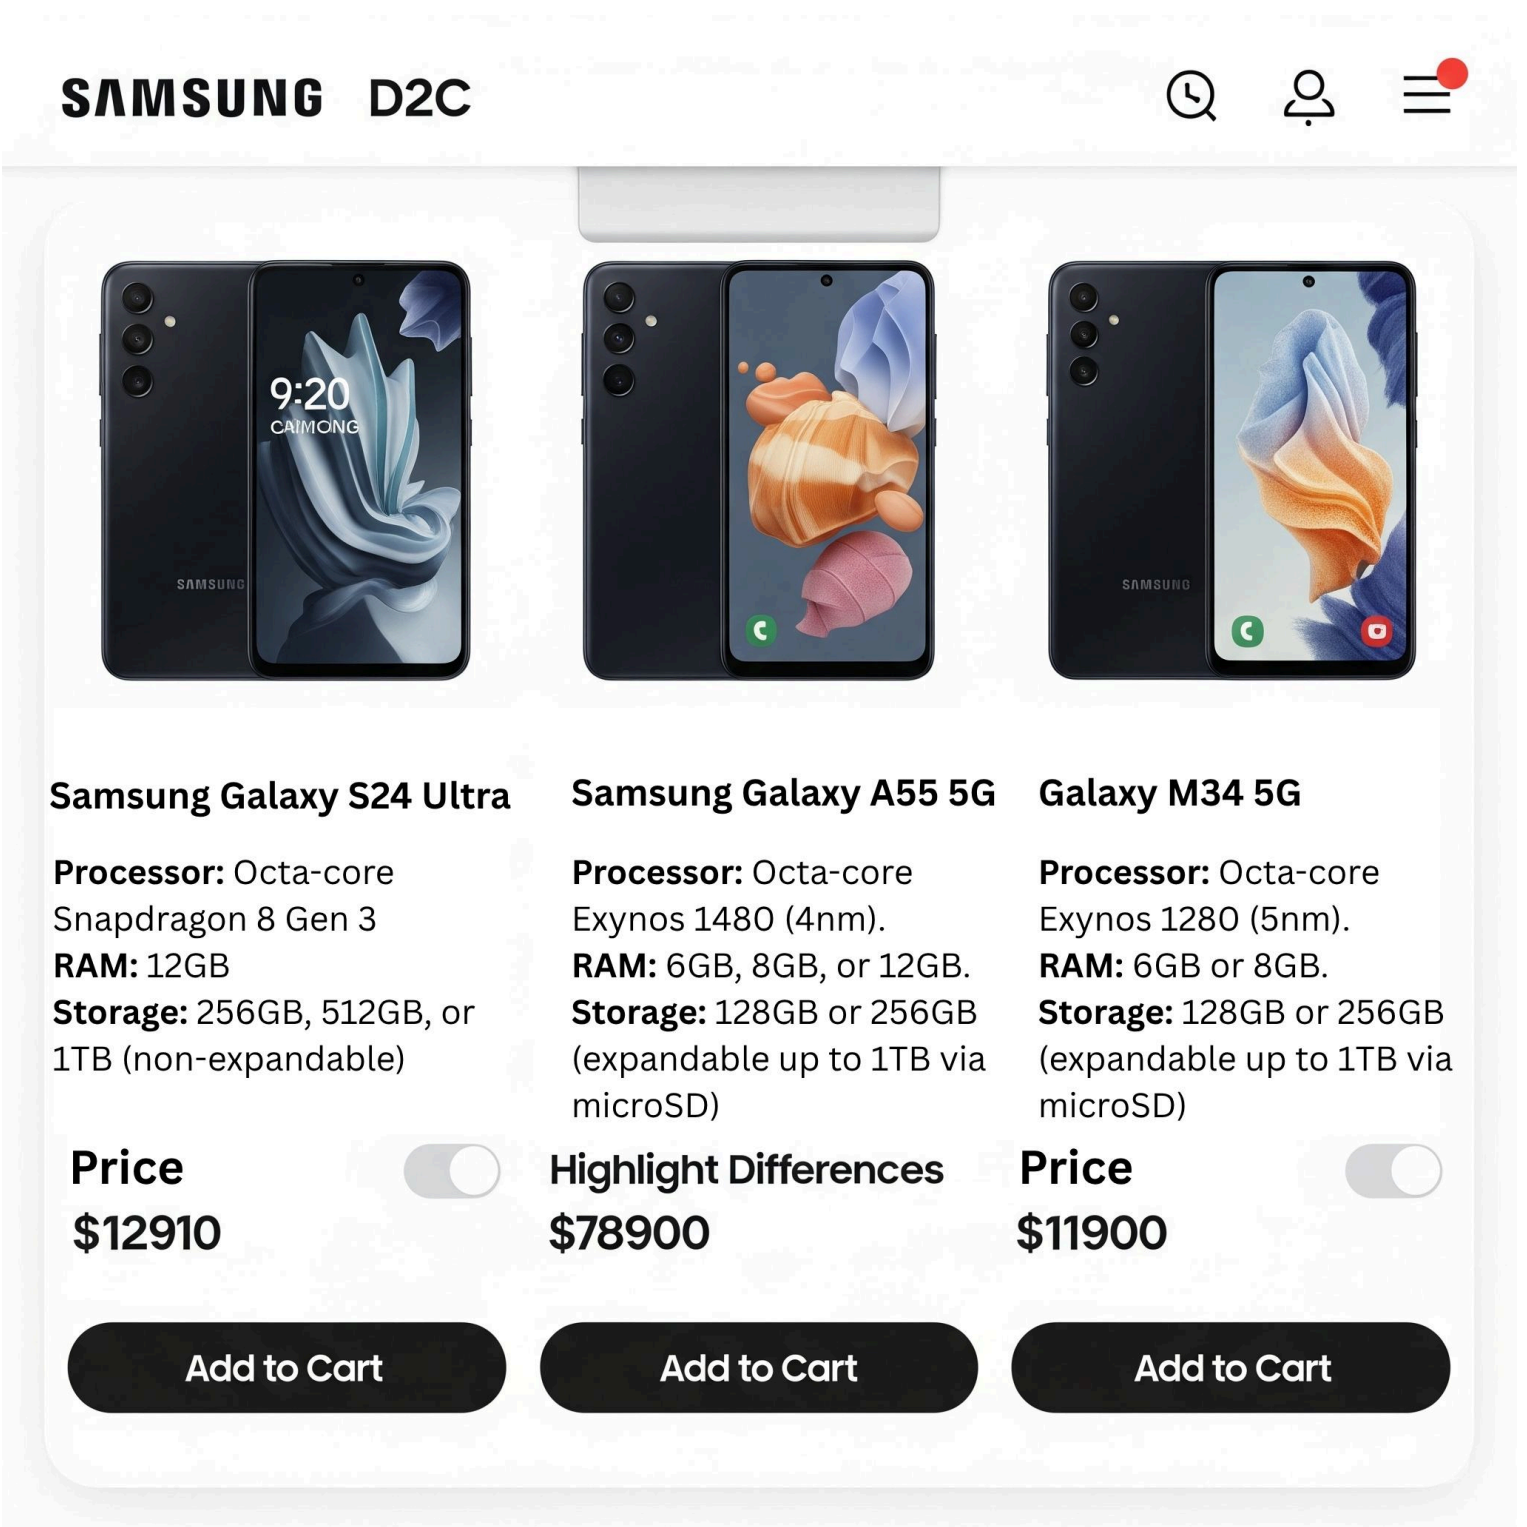 SAMSUNG D2C
9:20
CAIMONG
SAMSUNG
SAMSUNG
Samsung Galaxy S24 Ultra
Processor: Octa-core
Snapdragon 8 Gen 3
RAM: 12GB
Storage: 256GB, 512GB, or
1TB (non-expandable)
Price
$12910
Add to Cart
Samsung Galaxy A55 5G
Processor: Octa-core
Exynos 1480 (4nm).
RAM: 6GB, 8GB, or 12GB.
Storage: 128GB or 256GB
(expandable up to 1TB via
microSD)
Highlight Differences
$78900
Add to Cart
Galaxy M34 5G
Processor: Octa-core
Exynos 1280 (5nm).
RAM: 6GB or 8GB.
Storage: 128GB or 256GB
(expandable up to 1TB via
microSD)
Price
$11900
Add to Cart